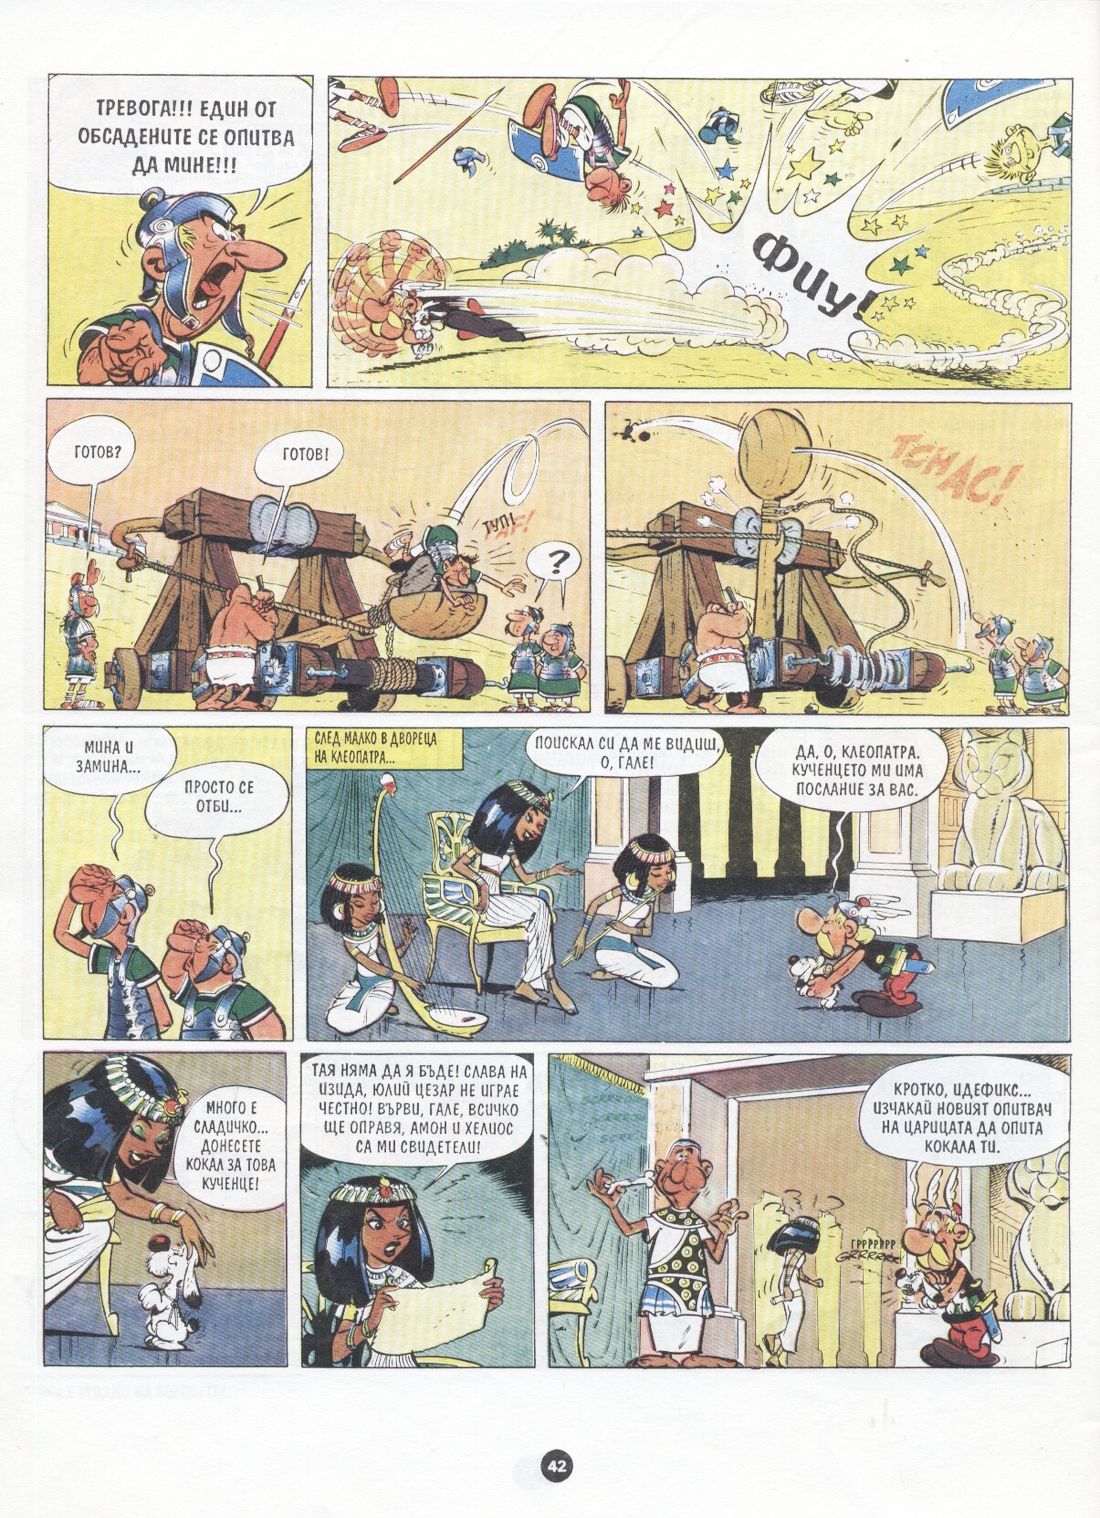 ТРЕВОГА!!! ЕДИН ОТ
ОБСАДЕНИТЕ СЕ ОПИТВА
ДА МИНЕ!!!
ФИУ!
ГОТОВ?
ГОТОВ!
ТУП!
?
TCHAC!
МИНА И
ЗАМИНА...
ПРОСТО СЕ
ОТБИ...
СЛЕД МАЛКО В ДВОРЕЦА
НА КЛЕОПАТРА...
ПОИСКАЛ СИ ДА МЕ ВИДИШ,
О, ГАЛЕ!
ДА, О, КЛЕОПАТРА.
КУЧЕНЦЕТО МИ ИМА
ПОСЛАНИЕ ЗА ВАС.
МНОГО Е
СЛАДИЧКО...
ДОНЕСЕТЕ
КОКАЛ ЗА ТОВА
КУЧЕНЦЕ!
ТАЯ НЯМА ДА Я БЪДЕ! СЛАВА НА
ИЗИДА, ЮЛИЙ ЦЕЗАР НЕ ИГРАЕ
ЧЕСТНО! ВЪРВИ, ГАЛЕ, ВСИЧКО
ЩЕ ОПРАВЯ, АМОН И ХЕЛИОС
СА МИ СВИДЕТЕЛИ!
КРОТКО, ИДЕФИКС...
ИЗЧАКАЙ НОВИЯТ ОПИТВАЧ
НА ЦАРИЦАТА ДА ОПИТА
КОКАЛА ТИ.
ГРРРРРРР
GRRRRRR
42